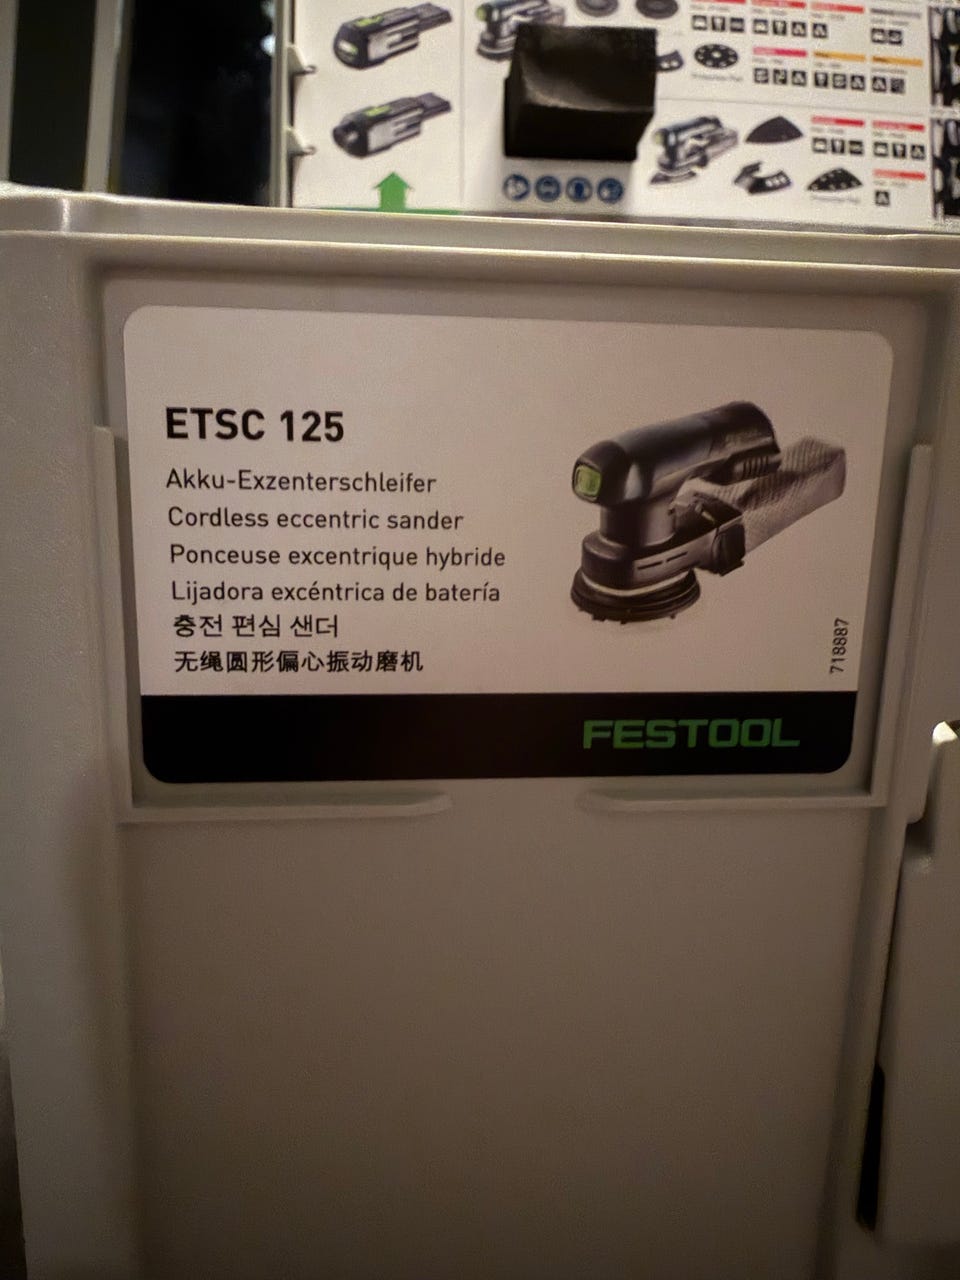 ETSC 125
Akku-Exzenterschleifer
Cordless eccentric sander
Ponceuse excentrique hybride
Lijadora excéntrica de batería
충전 편심 샌더
无绳圆形偏心振动磨机
718887
FESTOOL